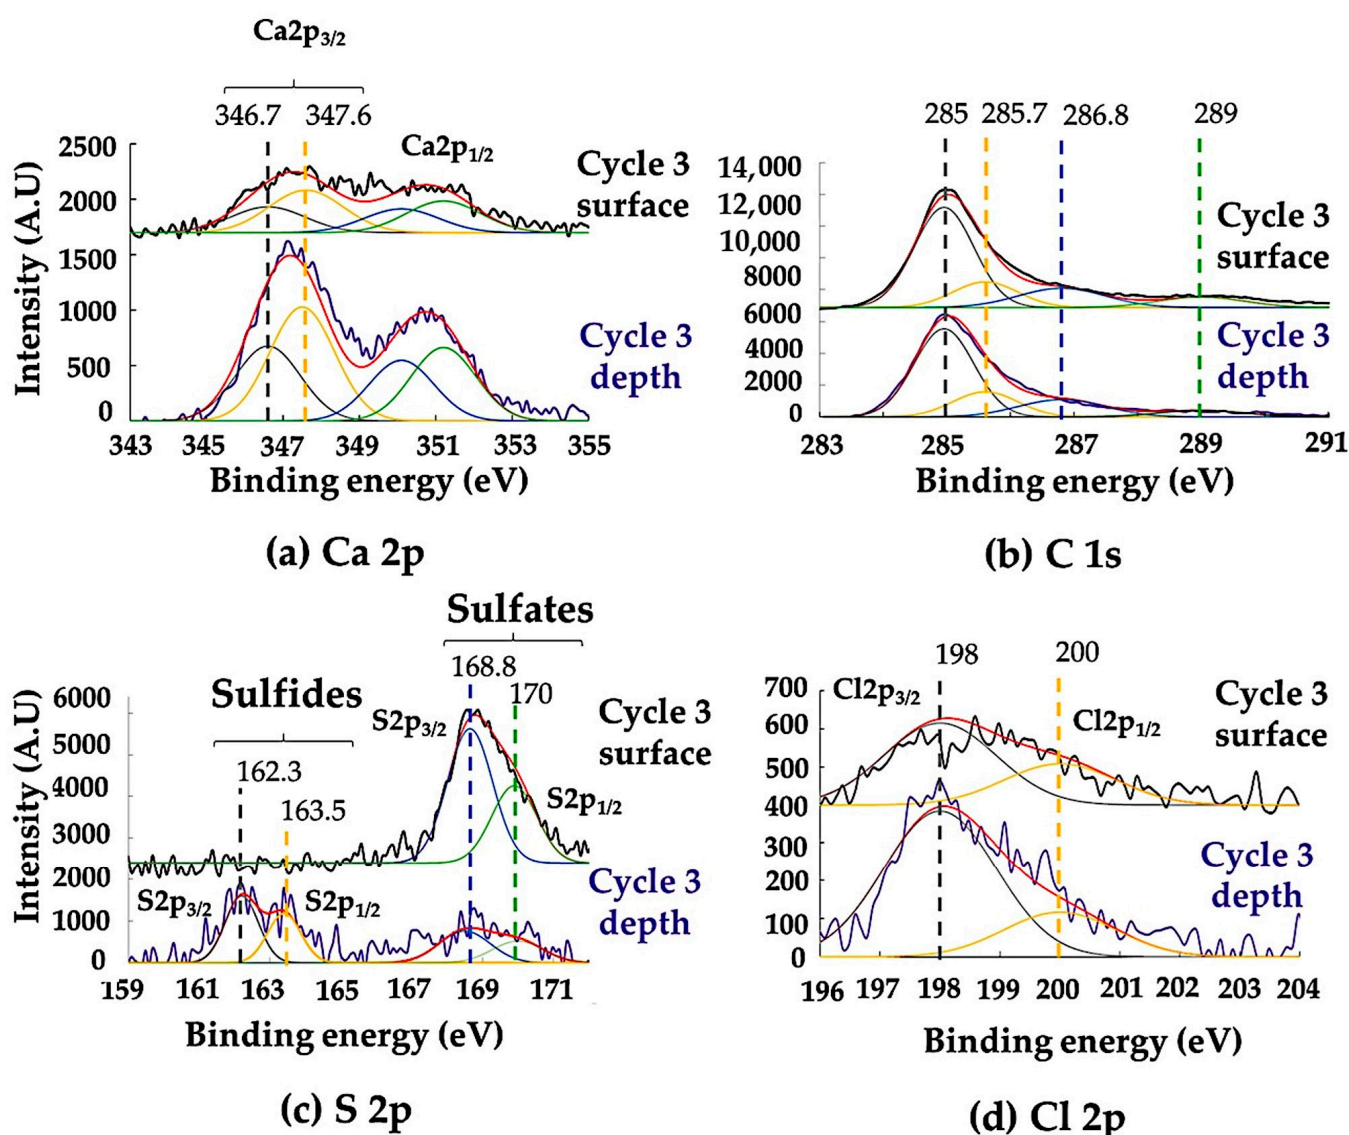 Ca2p3/2
346.7 347.6
Ca2p1/2
Intensity (A.U)
2500
2000
1500
1000
500
0
Cycle 3
surface
Cycle 3
depth
343 345 347 349 351 353 355
Binding energy (eV)
(a) Ca 2p
285 285.7 286.8 289
14,000
12,000
10,000
8000
6000
4000
2000
0
Cycle 3
surface
Cycle 3
depth
283 285 287 289 291
Binding energy (eV)
(b) C 1s
Sulfates
168.8
170
Sulfides
162.3
163.5
S2p3/2
S2p1/2
S2p3/2
S2p1/2
Intensity (A.U)
6000
5000
4000
3000
2000
1000
0
Cycle 3
surface
Cycle 3
depth
159 161 163 165 167 169 171
Binding energy (eV)
(c) S 2p
198 200
Cl2p3/2
Cl2p1/2
700
600
500
400
300
200
100
0
Cycle 3
surface
Cycle 3
depth
196 197 198 199 200 201 202 203 204
Binding energy (eV)
(d) Cl 2p